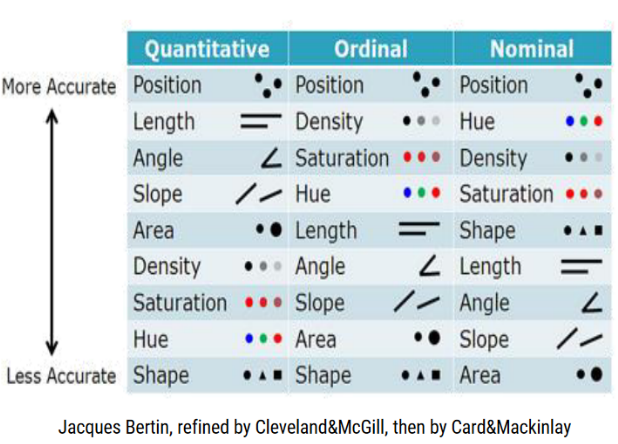 Quantitative Ordinal Nominal
More Accurate Position Position Position
Length Density Hue
Angle Saturation Density
Slope Hue Saturation
Area Length Shape
Density Angle Length
Saturation Slope Angle
Hue Area Slope
Less Accurate Shape Shape Area
Jacques Bertin, refined by Cleveland&McGill, then by Card&Mackinlay